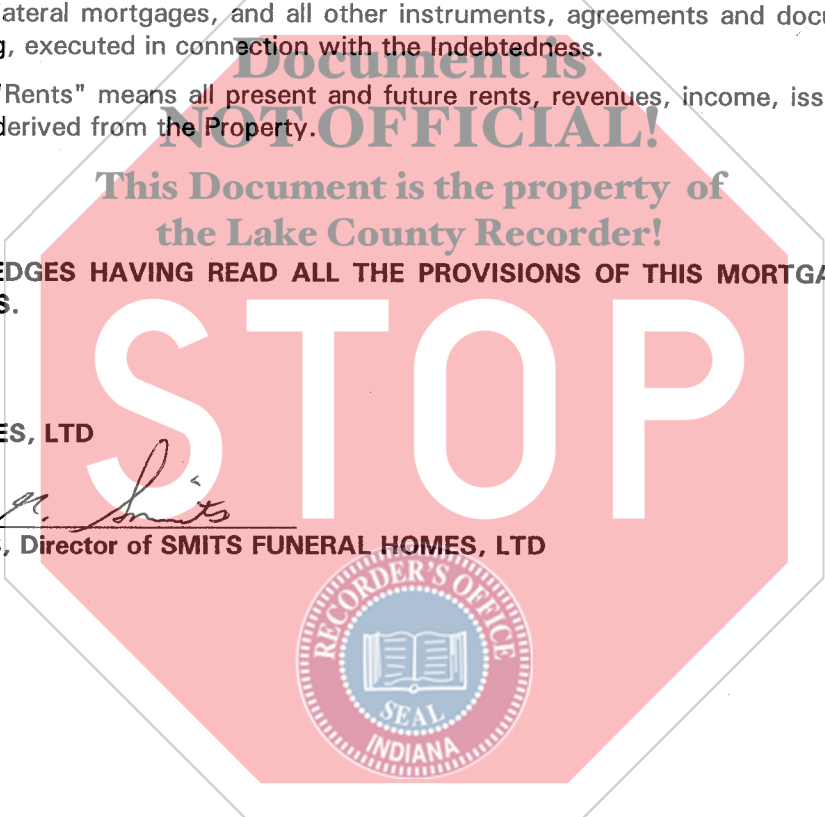 ateral mortgages, and all other instruments, agreements and docu
g, executed in connection with the Indebtedness.
Document is
"Rents" means all present and future rents, revenues, income, iss
derived from the Property.
NOT OFFICIAL!
This Document is the property of
the Lake County Recorder!
EDGES HAVING READ ALL THE PROVISIONS OF THIS MORTGA
S.
STOP
ES, LTD
Smits
, Director of SMITS FUNERAL HOMES, LTD
RECORDER'S OFFICE
SEAL
INDIANA